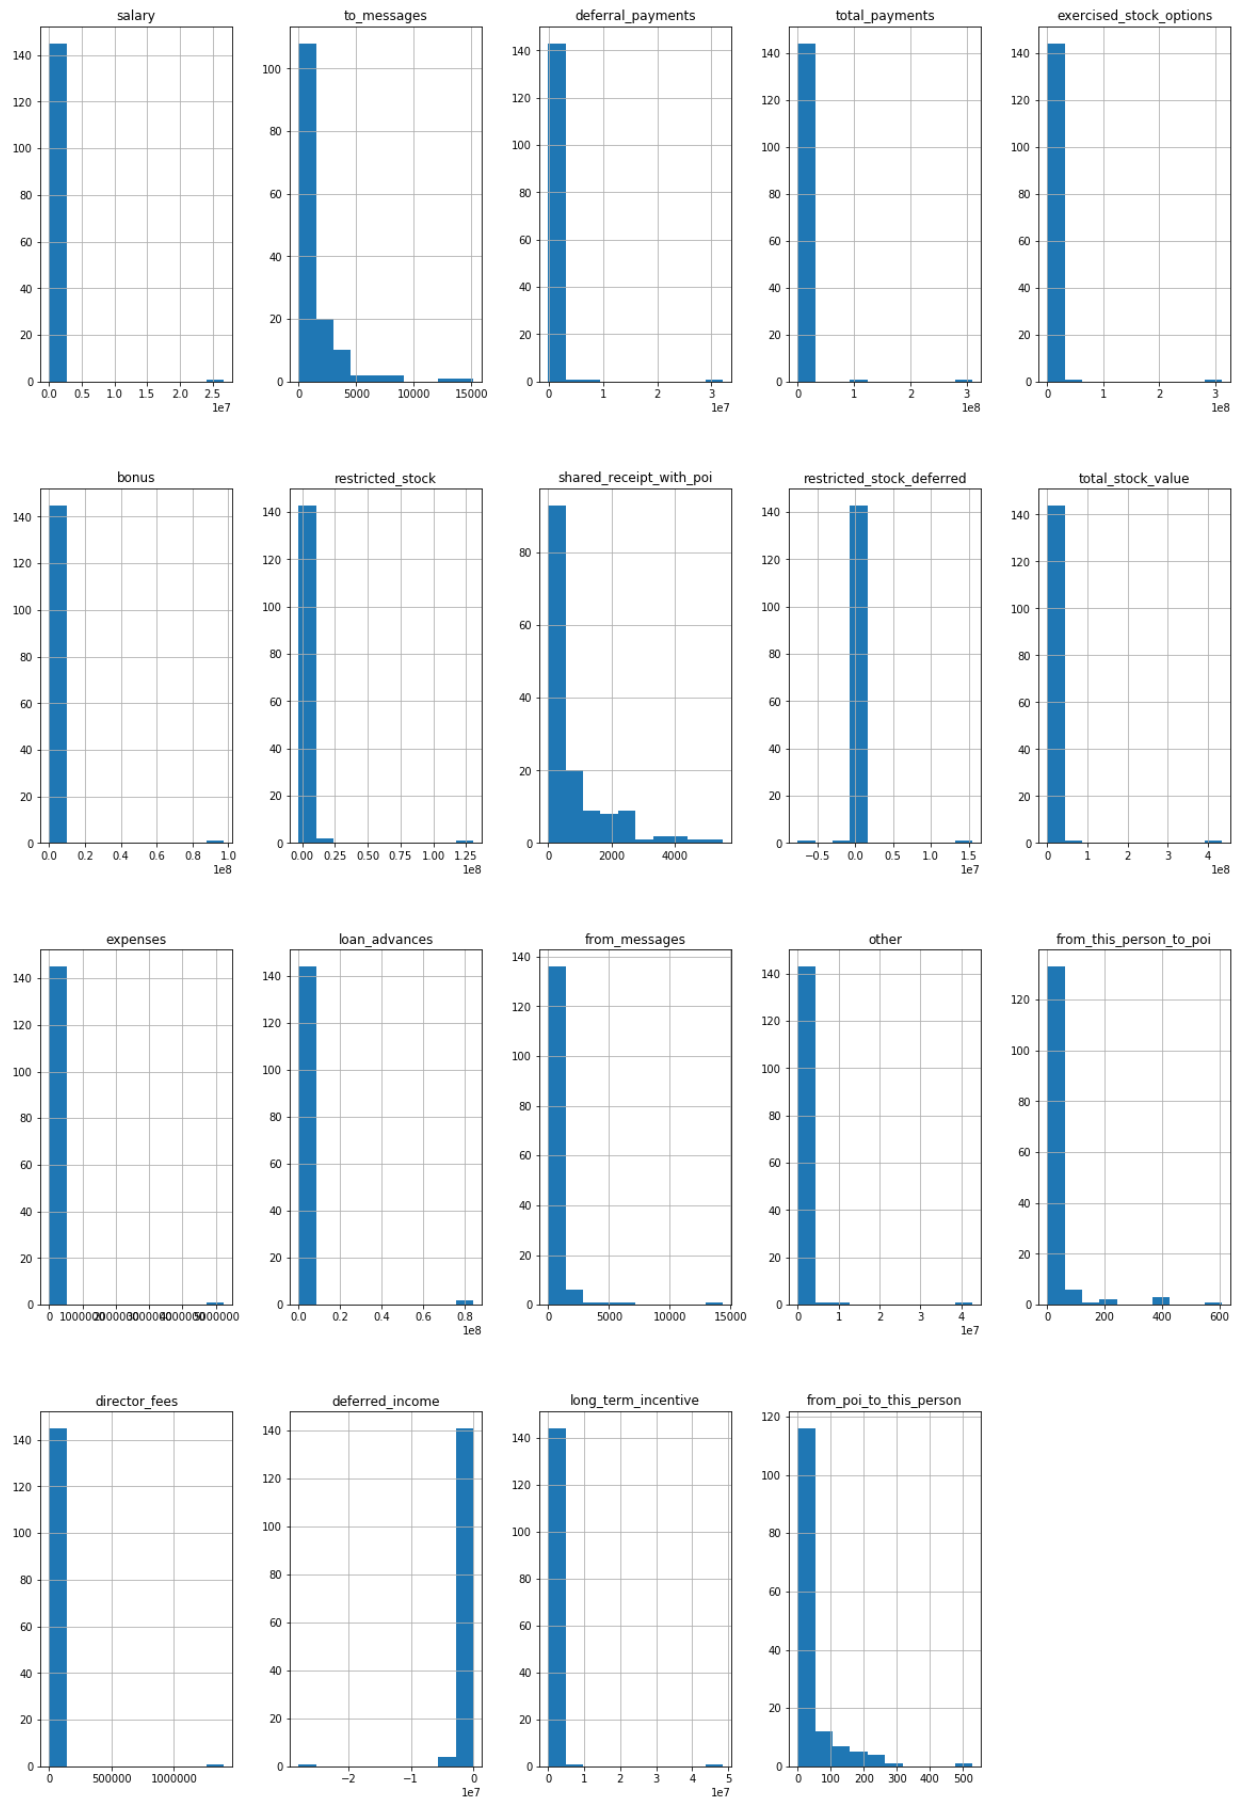 salary
140
120
100
80
60
40
20
0
0.0 0.5 1.0 1.5 2.0 2.5
1e7
to_messages
100
80
60
40
20
0
0 5000 10000 15000
deferral_payments
140
120
100
80
60
40
20
0
0 1 2 3
1e7
total_payments
140
120
100
80
60
40
20
0
0 1 2 3
1e8
exercised_stock_options
140
120
100
80
60
40
20
0
0 1 2 3
1e8
bonus
140
120
100
80
60
40
20
0
0.0 0.2 0.4 0.6 0.8 1.0
1e8
restricted_stock
140
120
100
80
60
40
20
0
0.00 0.25 0.50 0.75 1.00 1.25
1e8
shared_receipt_with_poi
80
60
40
20
0
0 2000 4000
restricted_stock_deferred
140
120
100
80
60
40
20
0
−0.5 0.0 0.5 1.0 1.5
1e7
total_stock_value
140
120
100
80
60
40
20
0
0 1 2 3 4
1e8
expenses
140
120
100
80
60
40
20
0
0 1000000 2000000 3000000 4000000 5000000
loan_advances
140
120
100
80
60
40
20
0
0.0 0.2 0.4 0.6 0.8
1e8
from_messages
140
120
100
80
60
40
20
0
0 5000 10000 15000
other
140
120
100
80
60
40
20
0
0 1 2 3 4
1e7
from_this_person_to_poi
120
100
80
60
40
20
0
0 200 400 600
director_fees
140
120
100
80
60
40
20
0
0 500000 1000000
deferred_income
140
120
100
80
60
40
20
0
−2 −1 0
1e7
long_term_incentive
140
120
100
80
60
40
20
0
0 1 2 3 4 5
1e7
from_poi_to_this_person
120
100
80
60
40
20
0
0 100 200 300 400 500